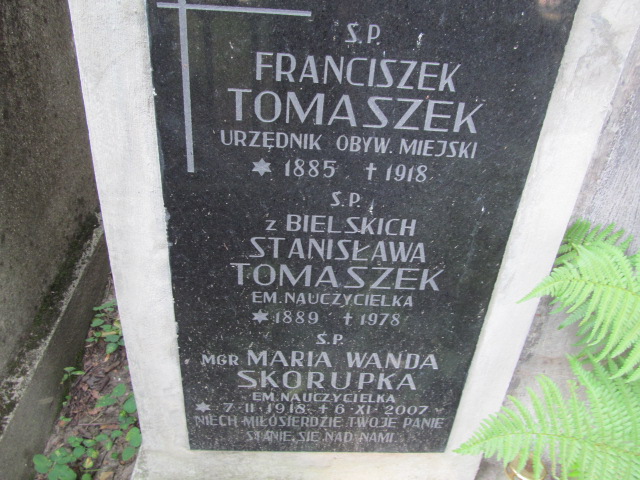 Ś.P.
FRANCISZEK
TOMASZEK
URZĘDNIK OBYW. MIEJSKI
✶ 1885 † 1918
Ś.P.
Z BIELSKICH
STANISŁAWA
TOMASZEK
EM. NAUCZYCIELKA
✶ 1889 † 1978
Ś.P.
MGR MARIA WANDA
SKORUPKA
EM. NAUCZYCIELKA
✶ 7-II-1918 † 6-XI-2007
NIECH MIŁOSIERDZIE TWOJE PANIE
STANIE SIĘ NAD NAMI